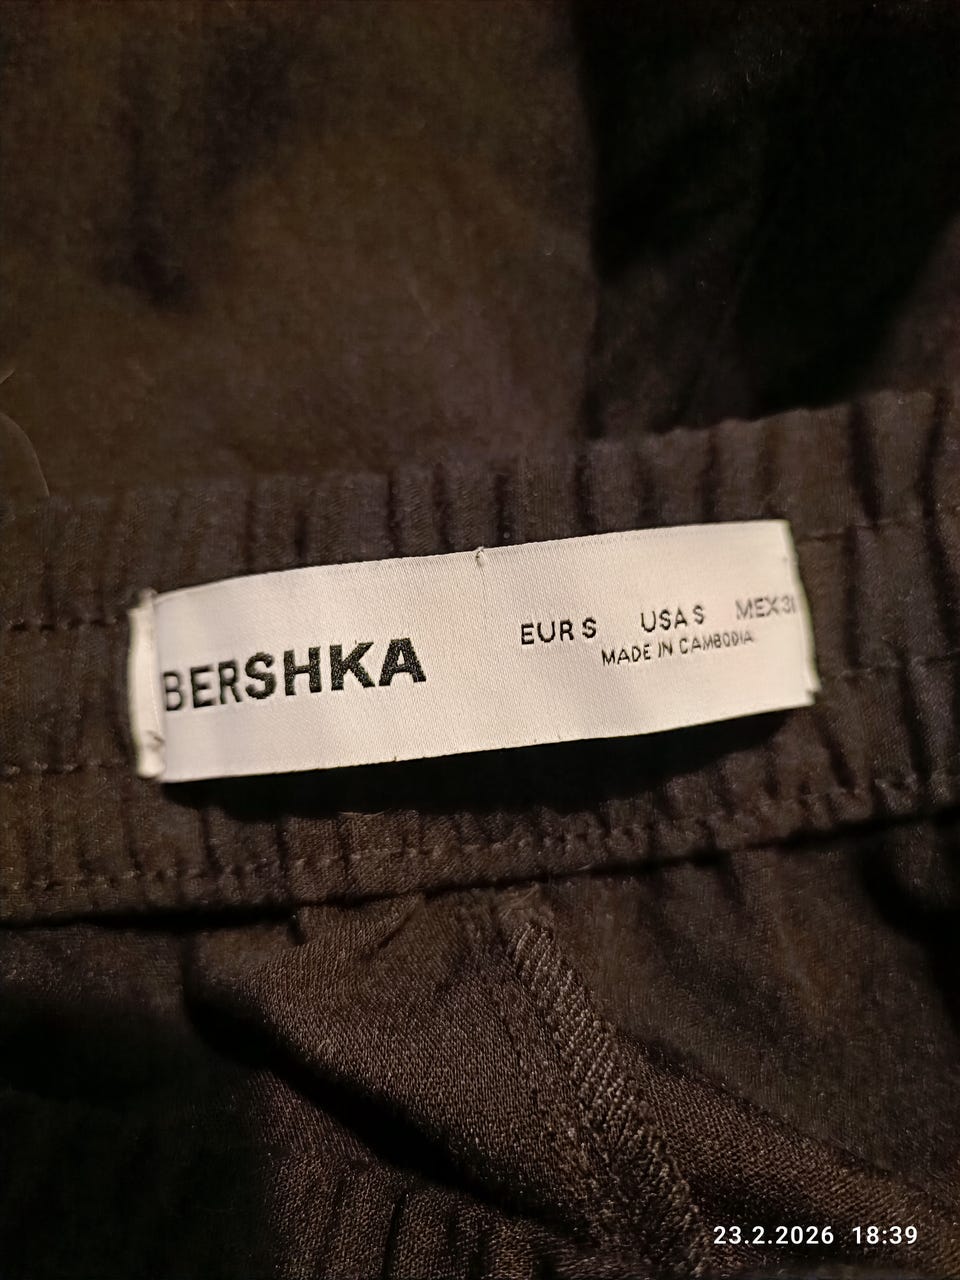 BERSHKA
EUR S USA S MEX 31
MADE IN CAMBODIA
23.2.2026 18:39